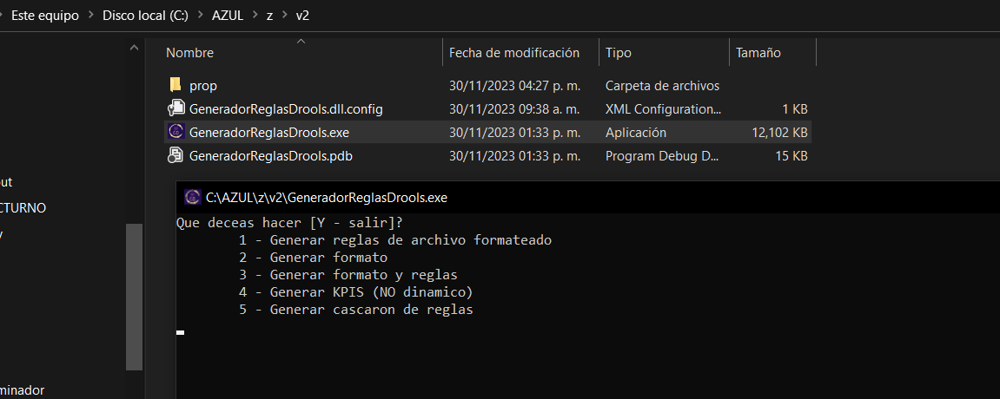 Este equipo > Disco local (C:) > AZUL > z > v2
Nombre Fecha de modificación Tipo Tamaño
prop 30/11/2023 04:27 p. m. Carpeta de archivos
GeneradorReglasDrools.dll.config 30/11/2023 09:38 a. m. XML Configuration... 1 KB
GeneradorReglasDrools.exe 30/11/2023 01:33 p. m. Aplicación 12,102 KB
GeneradorReglasDrools.pdb 30/11/2023 01:33 p. m. Program Debug D... 15 KB
out
CTURNO
minador
C:\AZUL\z\v2\GeneradorReglasDrools.exe
Que deceas hacer [Y - salir]?
1 - Generar reglas de archivo formateado
2 - Generar formato
3 - Generar formato y reglas
4 - Generar KPIS (NO dinamico)
5 - Generar cascaron de reglas